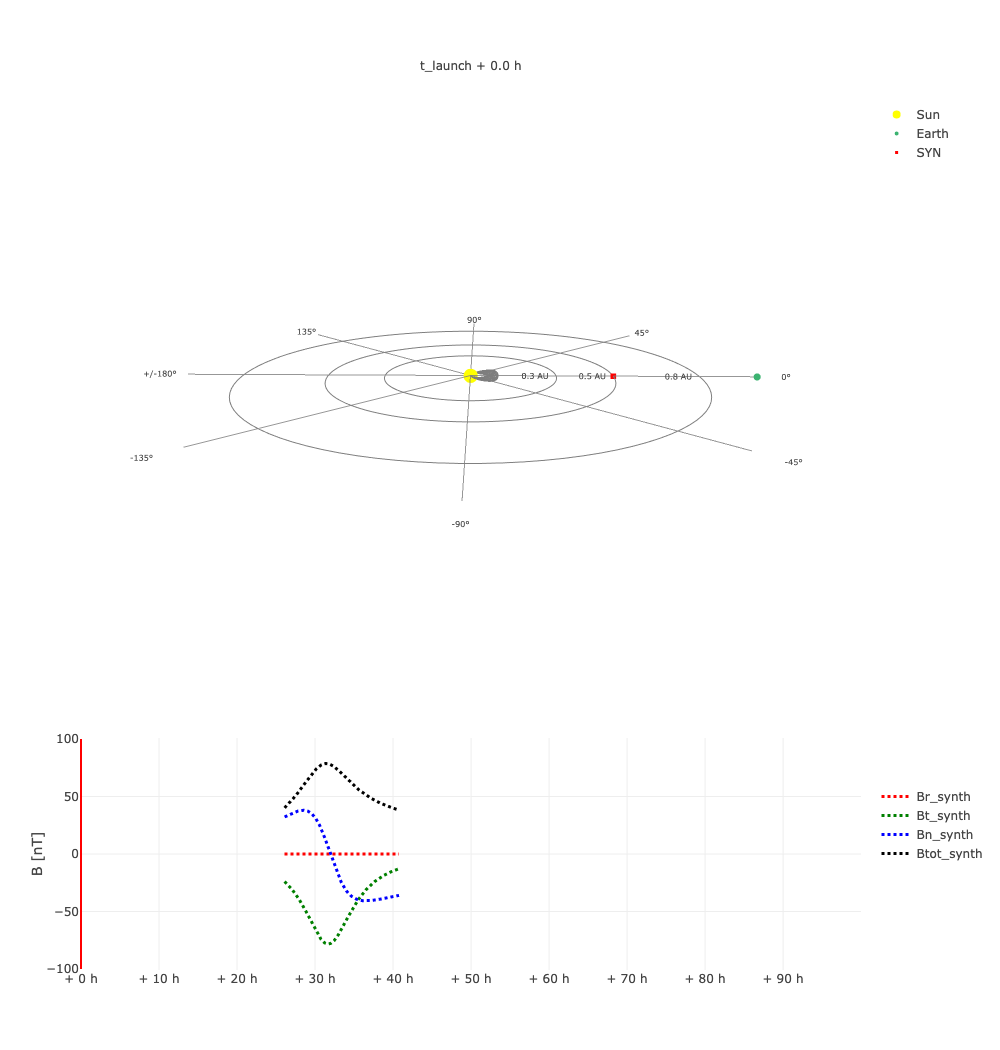 t_launch + 0.0 h
Sun
Earth
SYN
90°
135°
45°
+/-180°
0.3 AU
0.5 AU
0.8 AU
0°
-135°
-45°
-90°
100
50
0
−50
−100
B [nT]
+ 0 h
+ 10 h
+ 20 h
+ 30 h
+ 40 h
+ 50 h
+ 60 h
+ 70 h
+ 80 h
+ 90 h
Br_synth
Bt_synth
Bn_synth
Btot_synth